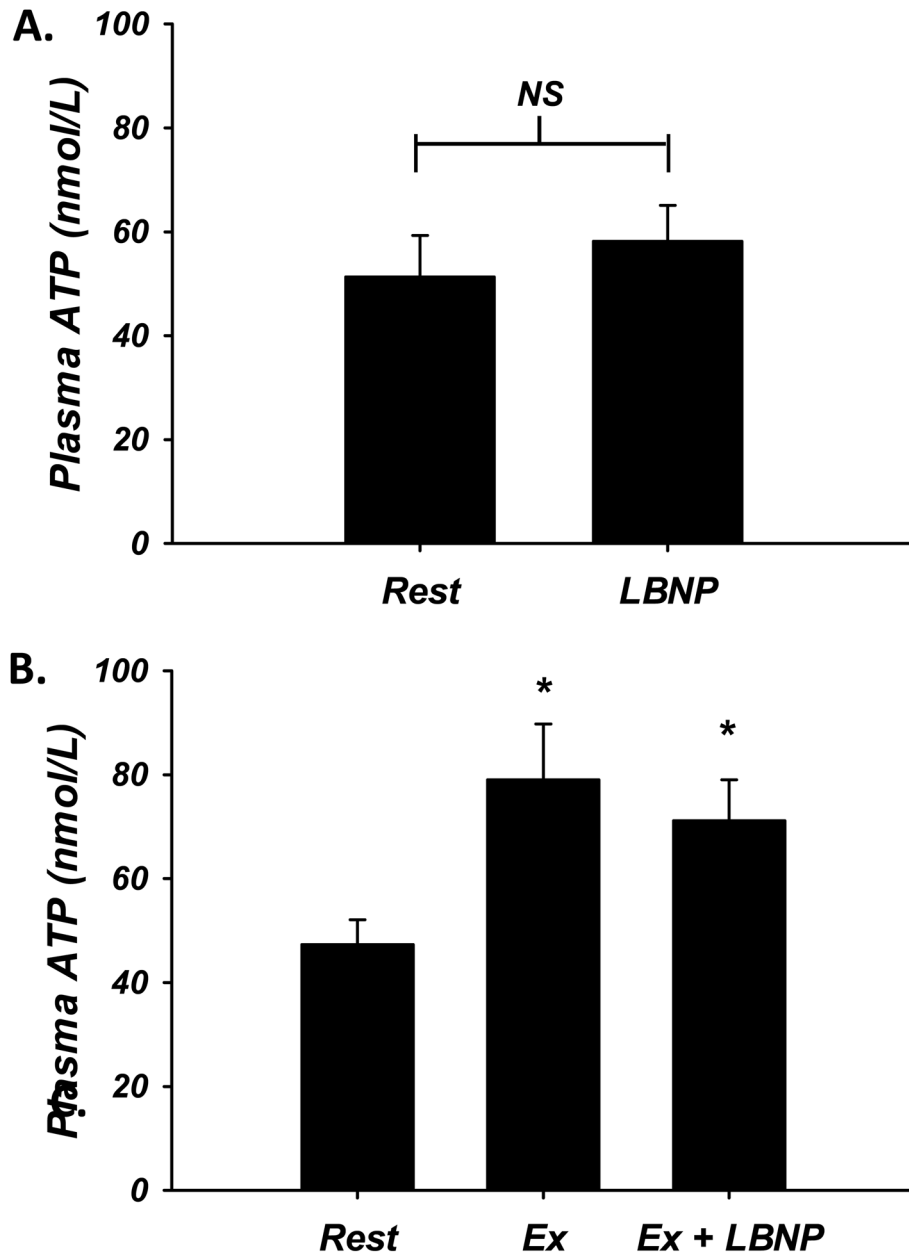 A.
100
80
60
40
20
0
Plasma ATP (nmol/L)
NS
Rest LBNP
B.
100
80
60
40
20
0
Plasma ATP (nmol/L)
*
*
Rest Ex Ex + LBNP